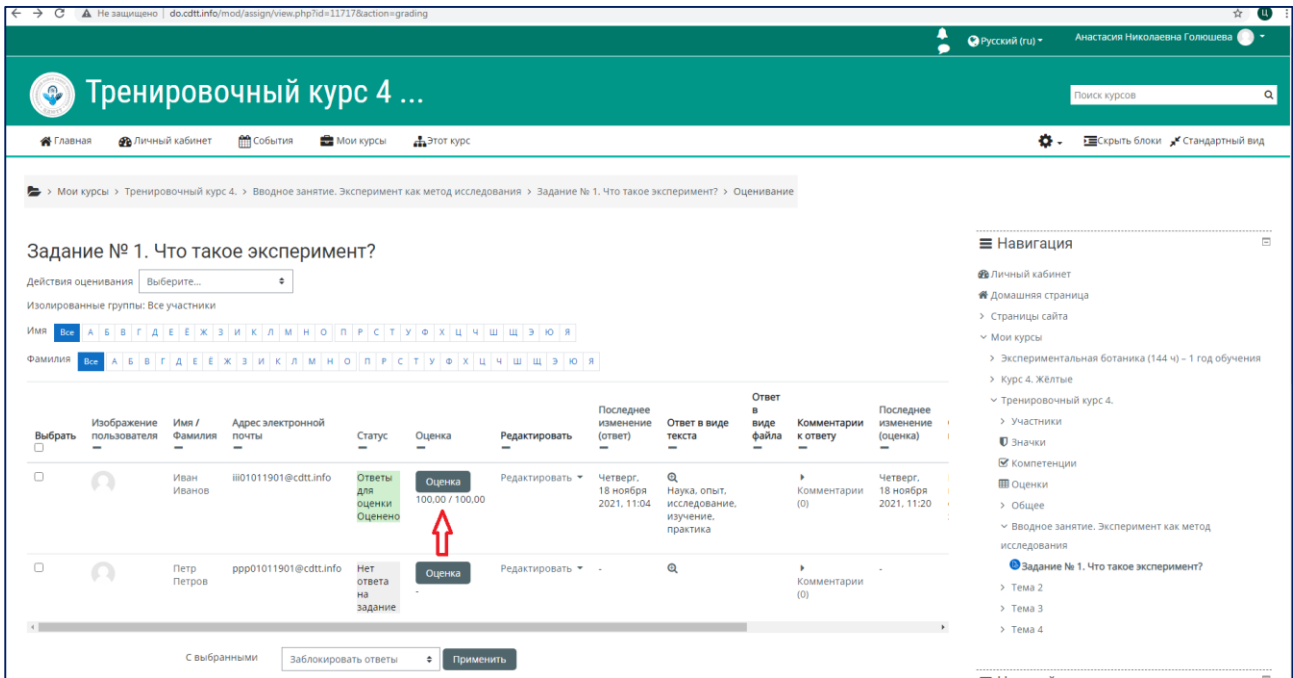 Не защищено | do.cdtt.info/mod/assign/view.php?id=11717&action=grading
Ц
Русский (ru)
Анастасия Николаевна Голюшева
Тренировочный курс 4 ...
Поиск курсов
Главная Личный кабинет События Мои курсы Этот курс
Скрыть блоки Стандартный вид
> Мои курсы > Тренировочный курс 4. > Вводное занятие. Эксперимент как метод исследования > Задание № 1. Что такое эксперимент? > Оценивание
Задание № 1. Что такое эксперимент?
Действия оценивания Выберите...
Изолированные группы: Все участники
Имя Все А Б В Г Д Е Ё Ж З И К Л М Н О П Р С Т У Ф Х Ц Ч Ш Щ Э Ю Я
Фамилия Все А Б В Г Д Е Ё Ж З И К Л М Н О П Р С Т У Ф Х Ц Ч Ш Щ Э Ю Я
Выбрать
Изображение
пользователя
Имя /
Фамилия
Адрес электронной
почты
Статус
Оценка
Редактировать
Последнее
изменение
(ответ)
Ответ в виде
текста
Ответ
в
виде
файла
Комментарии
к ответу
Последнее
изменение
(оценка)
Иван
Иванов
iii01011901@cdtt.info
Ответы
для
оценки
Оценено
Оценка
100,00 / 100,00
Редактировать
Четверг,
18 ноября
2021, 11:04
Наука, опыт,
исследование,
изучение,
практика
Комментарии
(0)
Четверг,
18 ноября
2021, 11:20
Петр
Петров
ppp01011901@cdtt.info
Нет
ответа
на
задание
Оценка
-
Редактировать
-
Комментарии
(0)
-
С выбранными Заблокировать ответы Применить
Навигация
Личный кабинет
Домашняя страница
Страницы сайта
Мои курсы
Экспериментальная ботаника (144 ч) – 1 год обучения
Курс 4. Жёлтые
Тренировочный курс 4.
Участники
Значки
Компетенции
Оценки
Общее
Вводное занятие. Эксперимент как метод
исследования
Задание № 1. Что такое эксперимент?
Тема 2
Тема 3
Тема 4